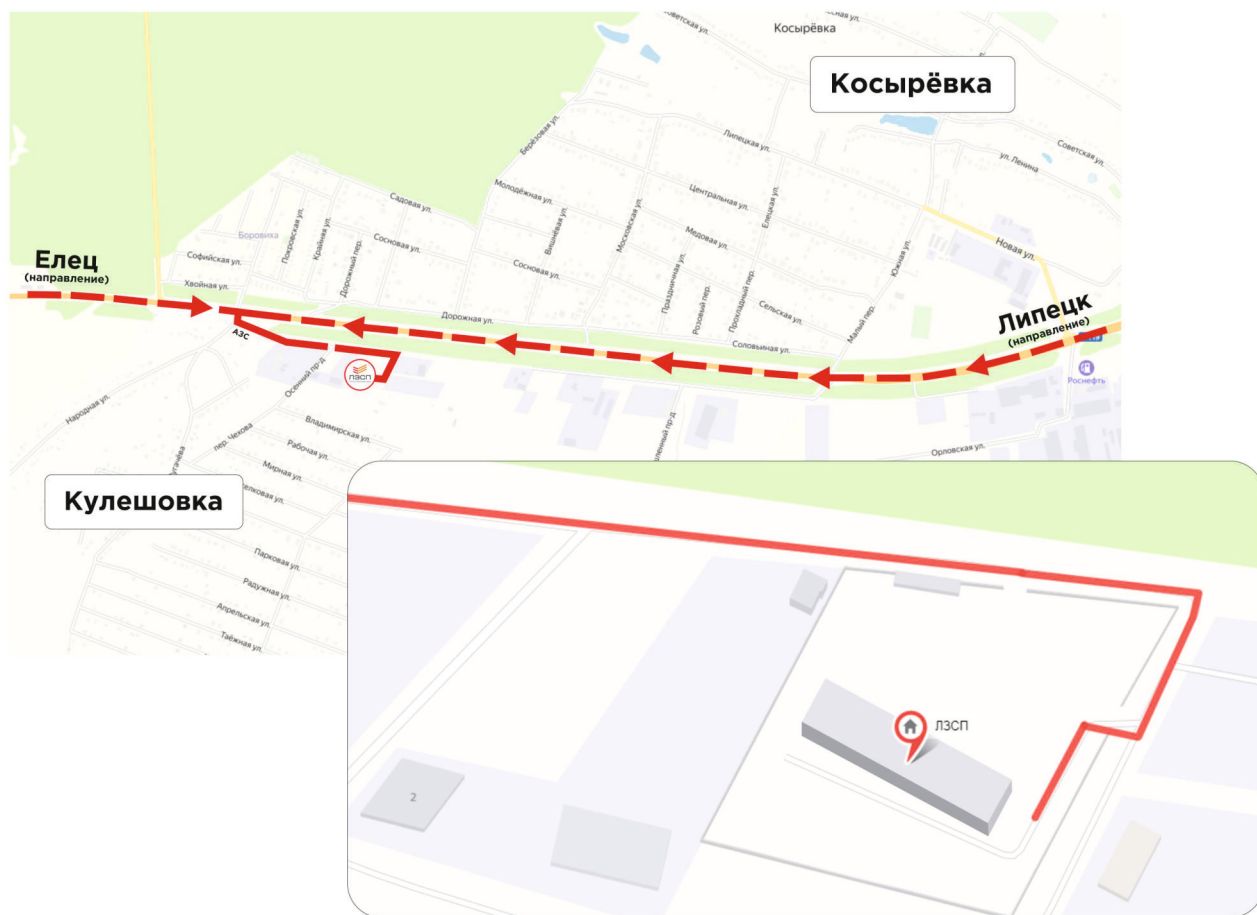 Косырёвка
Советская ул.
Косырёвка
Берёзовая ул.
Липецкая ул.
Советская ул.
ул. Ленина
Молодёжная ул.
Центральная ул.
Елецкая ул.
Садовая ул.
Вишнёвая ул.
Московская ул.
Медовая ул.
Южная ул.
Новая ул.
Боровиха
Покровская ул.
Крайняя ул.
Дорожный пер.
Сосновая ул.
Сосновая ул.
Софийская ул.
Хвойная ул.
Елец
(направление)
Праздничная ул.
Розовый пер.
Прохладный пер.
Сельская ул.
Малый пер.
Дорожная ул.
Соловьиная ул.
Липецк
(направление)
АЗС
Осенний пр-д
ЛЗСП
Роснефть
Народная ул.
пер. Чехова
Владимирская ул.
Рабочая ул.
Мирная ул.
Орловская ул.
Кулешовка
Парковая ул.
Радужная ул.
Апрельская ул.
Таёжная ул.
ЛЗСП
2